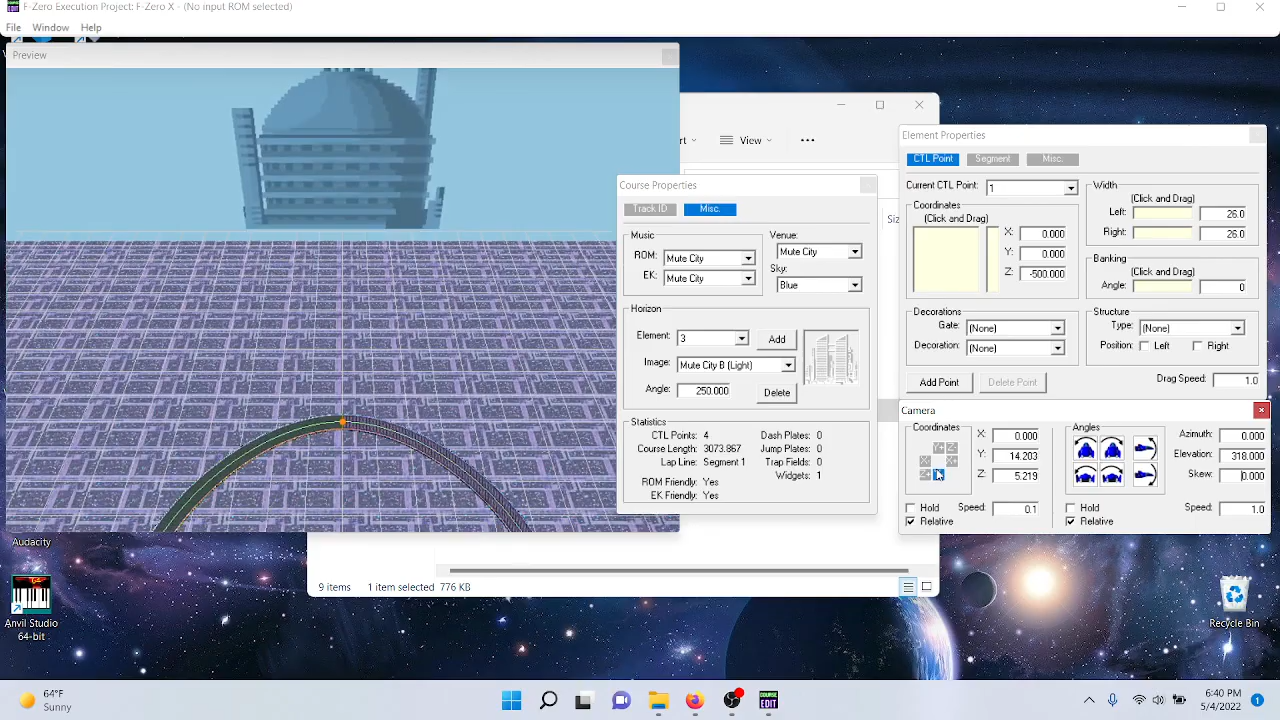 F-Zero Execution Project: F-Zero X - (No input ROM selected)
File Window Help
Preview
View
Element Properties
CTL Point Segment Misc.
Current CTL Point: 1
Coordinates
(Click and Drag)
X: 0.000
Y: 0.000
Z: -500.000
Width
(Click and Drag)
Left: 26.0
Right: 26.0
Banking
(Click and Drag)
Angle: 0
Decorations
Gate: (None)
Decoration: (None)
Structure
Type: (None)
Position: Left Right
Add Point Delete Point
Drag Speed: 1.0
Course Properties
Track ID Misc.
Music
ROM: Mute City
EK: Mute City
Venue:
Mute City
Sky:
Blue
Horizon
Element: 3 Add
Image: Mute City B (Light)
Angle: 250.000 Delete
Statistics
CTL Points: 4
Course Length: 3073.867
Lap Line: Segment 1
ROM Friendly: Yes
EK Friendly: Yes
Dash Plates: 0
Jump Plates: 0
Trap Fields: 0
Widgets: 1
Camera
Coordinates
Y+ Z-
X- X+
Z+
X: 0.000
Y: 14.203
Z: 5.219
Hold Speed: 0.1
Relative
Angles
Azimuth: 0.000
Elevation: 318.000
Skew: 0.000
Hold Speed: 1.0
Relative
Audacity
Anvil Studio
64-bit
9 items 1 item selected 776 KB
Recycle Bin
64°F
Sunny
COURSE
EDIT
6:40 PM
5/4/2022
1